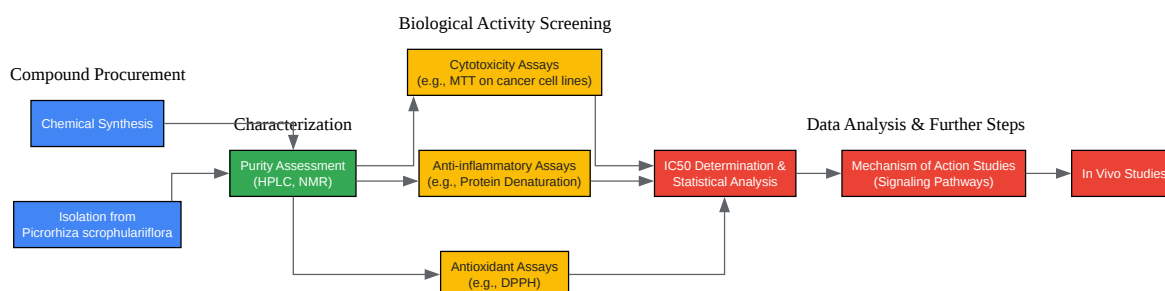 Biological Activity Screening
Compound Procurement
Cytotoxicity Assays
(e.g., MTT on cancer cell lines)
Chemical Synthesis
Characterization
Data Analysis & Further Steps
Purity Assessment
(HPLC, NMR)
Anti-inflammatory Assays
(e.g., Protein Denaturation)
IC50 Determination &
Statistical Analysis
Mechanism of Action Studies
(Signaling Pathways)
In Vivo Studies
Isolation from
Picrorhiza scrophulariiflora
Antioxidant Assays
(e.g., DPPH)